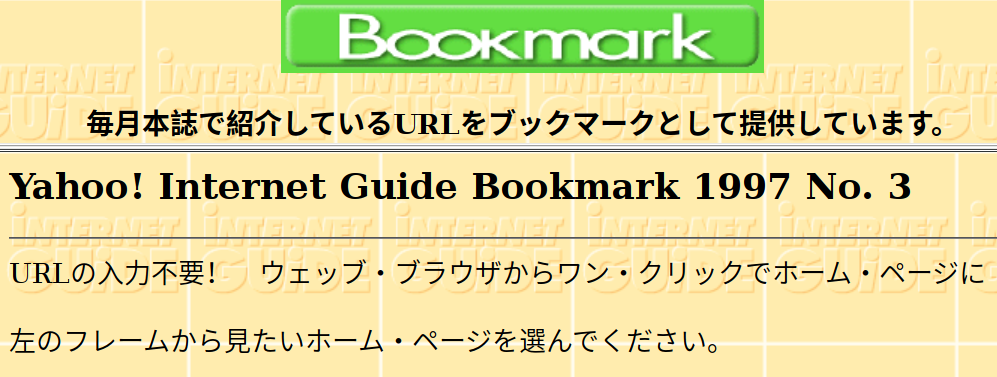 Bookmark
毎月本誌で紹介しているURLをブックマークとして提供しています。
Yahoo! Internet Guide Bookmark 1997 No. 3
URLの入力不要！　ウェッブ・ブラウザからワン・クリックでホーム・ページに
左のフレームから見たいホーム・ページを選んでください。
INTERNET GUiDE